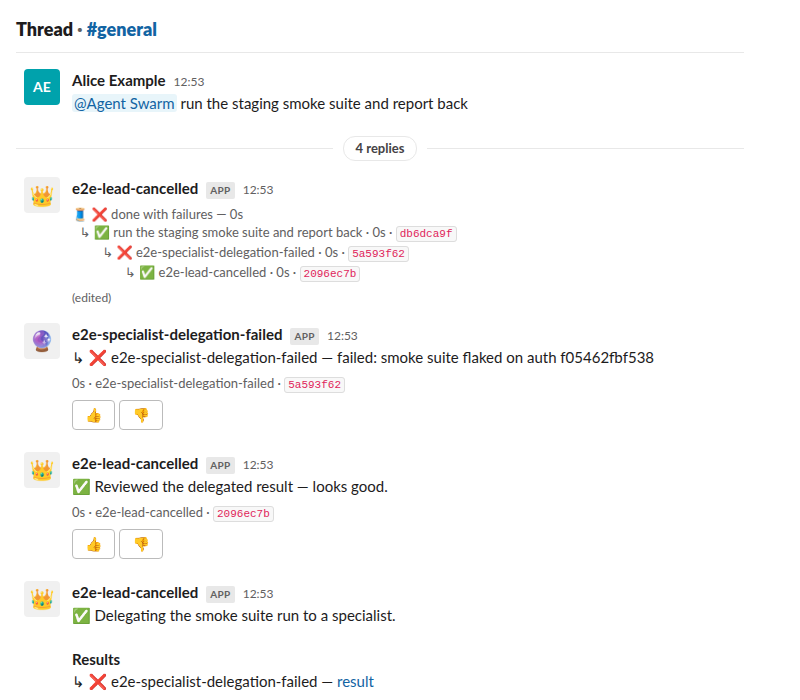 Thread • #general
AE
Alice Example 12:53
@Agent Swarm run the staging smoke suite and report back
4 replies
e2e-lead-cancelled APP 12:53
🧵 ❌ done with failures — 0s
↳ ✅ run the staging smoke suite and report back · 0s · db6dca9f
↳ ❌ e2e-specialist-delegation-failed · 0s · 5a593f62
↳ ✅ e2e-lead-cancelled · 0s · 2096ec7b
(edited)
e2e-specialist-delegation-failed APP 12:53
↳ ❌ e2e-specialist-delegation-failed — failed: smoke suite flaked on auth f05462fbf538
0s · e2e-specialist-delegation-failed · 5a593f62
👍 👎
e2e-lead-cancelled APP 12:53
✅ Reviewed the delegated result — looks good.
0s · e2e-lead-cancelled · 2096ec7b
👍 👎
e2e-lead-cancelled APP 12:53
✅ Delegating the smoke suite run to a specialist.
Results
↳ ❌ e2e-specialist-delegation-failed — result